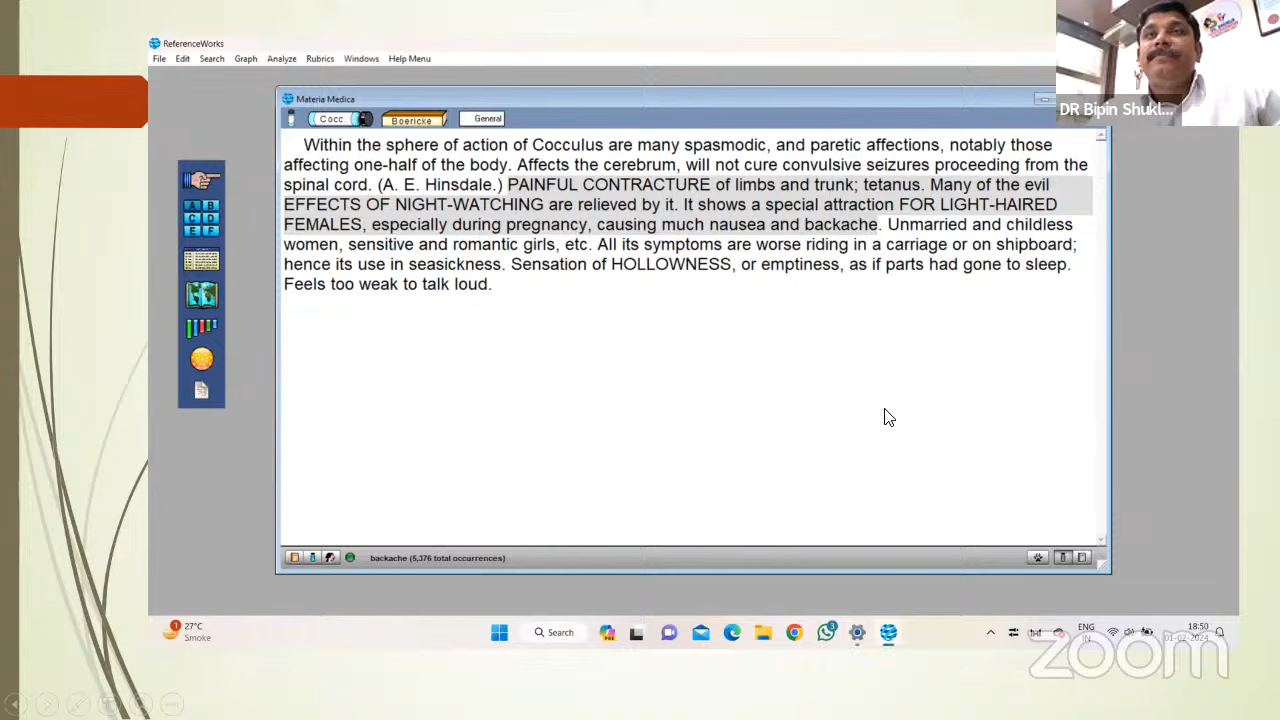 ReferenceWorks
File Edit Search Graph Analyze Rubrics Windows Help Menu
DR Bipin Shukl...
Materia Medica
Cocc. Boericke General
Within the sphere of action of Cocculus are many spasmodic, and paretic affections, notably those
affecting one-half of the body. Affects the cerebrum, will not cure convulsive seizures proceeding from the
spinal cord. (A. E. Hinsdale.) PAINFUL CONTRACTURE of limbs and trunk; tetanus. Many of the evil
EFFECTS OF NIGHT-WATCHING are relieved by it. It shows a special attraction FOR LIGHT-HAIRED
FEMALES, especially during pregnancy, causing much nausea and backache. Unmarried and childless
women, sensitive and romantic girls, etc. All its symptoms are worse riding in a carriage or on shipboard;
hence its use in seasickness. Sensation of HOLLOWNESS, or emptiness, as if parts had gone to sleep.
Feels too weak to talk loud.
A B
C D
E F
backache (5,376 total occurrences)
1 27°C
Smoke
Search
PRE
3
ENG
IN
18:50
01-02-2024
zoom